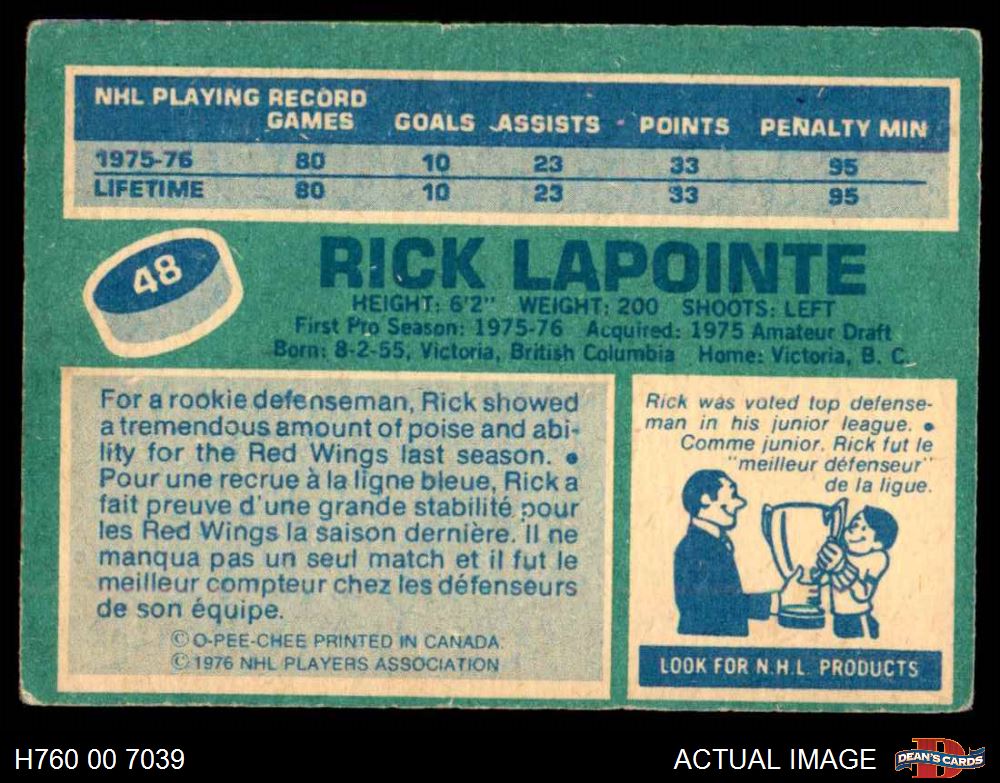 NHL PLAYING RECORD
GAMES GOALS ASSISTS POINTS PENALTY MIN
1975-76 80 10 23 33 95
LIFETIME 80 10 23 33 95
48
RICK LAPOINTE
HEIGHT: 6'2" WEIGHT: 200 SHOOTS: LEFT
First Pro Season: 1975-76 Acquired: 1975 Amateur Draft
Born: 8-2-55, Victoria, British Columbia Home: Victoria, B. C.
For a rookie defenseman, Rick showed
a tremendous amount of poise and abi-
lity for the Red Wings last season. •
Pour une recrue à la ligne bleue, Rick a
fait preuve d'une grande stabilité pour
les Red Wings la saison dernière. Il ne
manqua pas un seul match et il fut le
meilleur compteur chez les défenseurs
de son équipe.
© O-PEE-CHEE PRINTED IN CANADA.
© 1976 NHL PLAYERS ASSOCIATION
Rick was voted top defense-
man in his junior league. •
Comme junior. Rick fut le
"meilleur défenseur"
de la ligue.
LOOK FOR N.H.L. PRODUCTS
H760 00 7039
ACTUAL IMAGE
D
DEAN'S CARDS